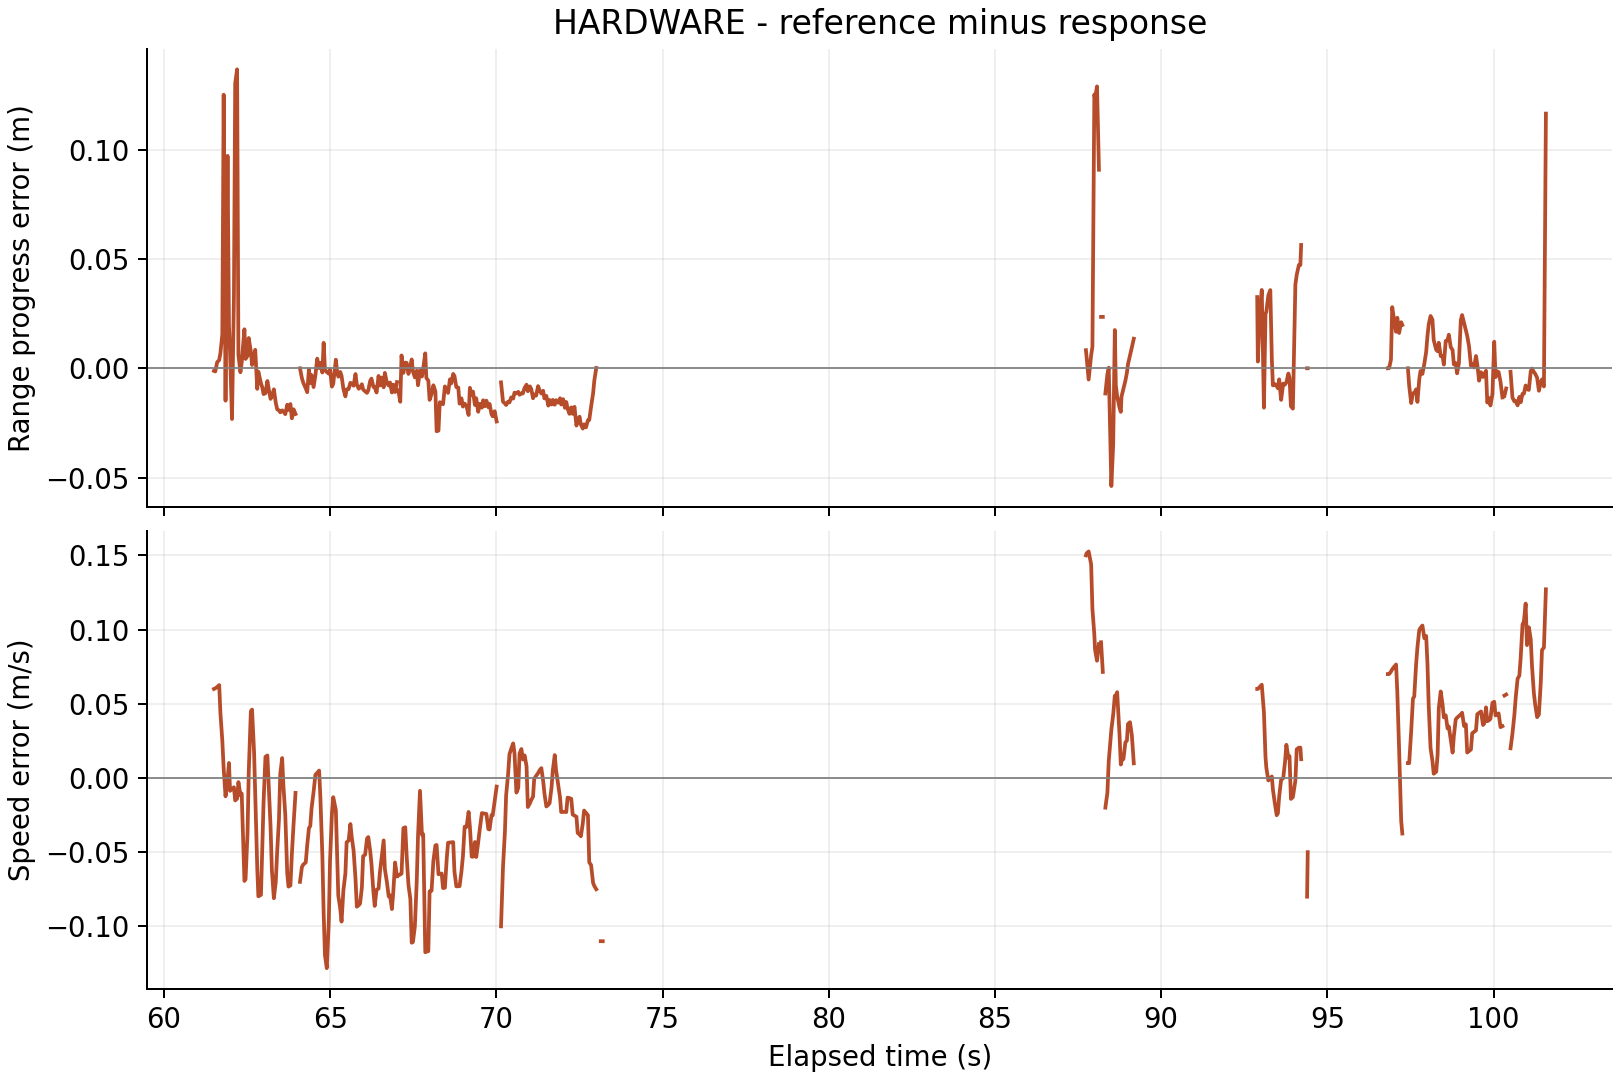 HARDWARE - reference minus response
Range progress error (m)
0.10
0.05
0.00
−0.05
Speed error (m/s)
0.15
0.10
0.05
0.00
−0.05
−0.10
60 65 70 75 80 85 90 95 100
Elapsed time (s)